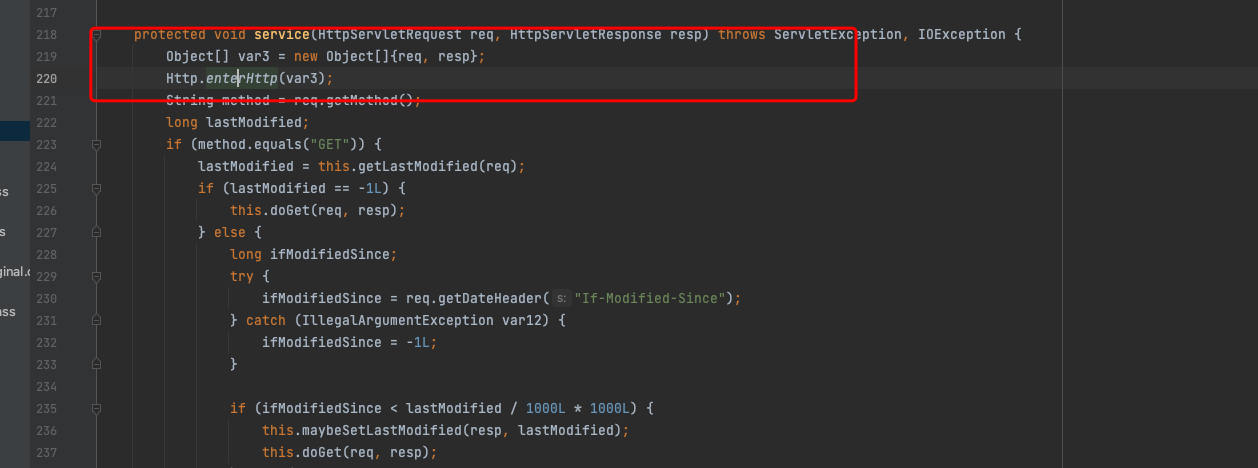 217
218 protected void service(HttpServletRequest req, HttpServletResponse resp) throws ServletException, IOException {
219 Object[] var3 = new Object[]{req, resp};
220 Http.enterHttp(var3);
221 String method = req.getMethod();
222 long lastModified;
223 if (method.equals("GET")) {
224 lastModified = this.getLastModified(req);
225 if (lastModified == -1L) {
ss
226 this.doGet(req, resp);
s
227 } else {
228 long ifModifiedSince;
ginal.c
229 try {
230 ifModifiedSince = req.getDateHeader( s: "If-Modified-Since");
ass
231 } catch (IllegalArgumentException var12) {
232 ifModifiedSince = -1L;
233 }
234
235 if (ifModifiedSince < lastModified / 1000L * 1000L) {
236 this.maybeSetLastModified(resp, lastModified);
237 this.doGet(req, resp);